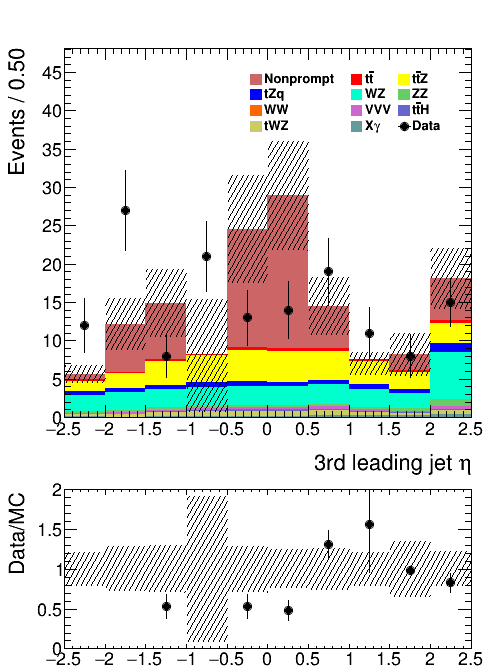 Events / 0.50
45
40
35
30
25
20
15
10
5
0
Nonprompt tt̄ tt̄Z
tZq WZ ZZ
WW VVV tt̄H
tWZ Xγ Data
−2.5 −2 −1.5 −1 −0.5 0 0.5 1 1.5 2 2.5
3rd leading jet η
Data/MC
2
1.5
1
0.5
0
−2.5 −2 −1.5 −1 −0.5 0 0.5 1 1.5 2 2.5